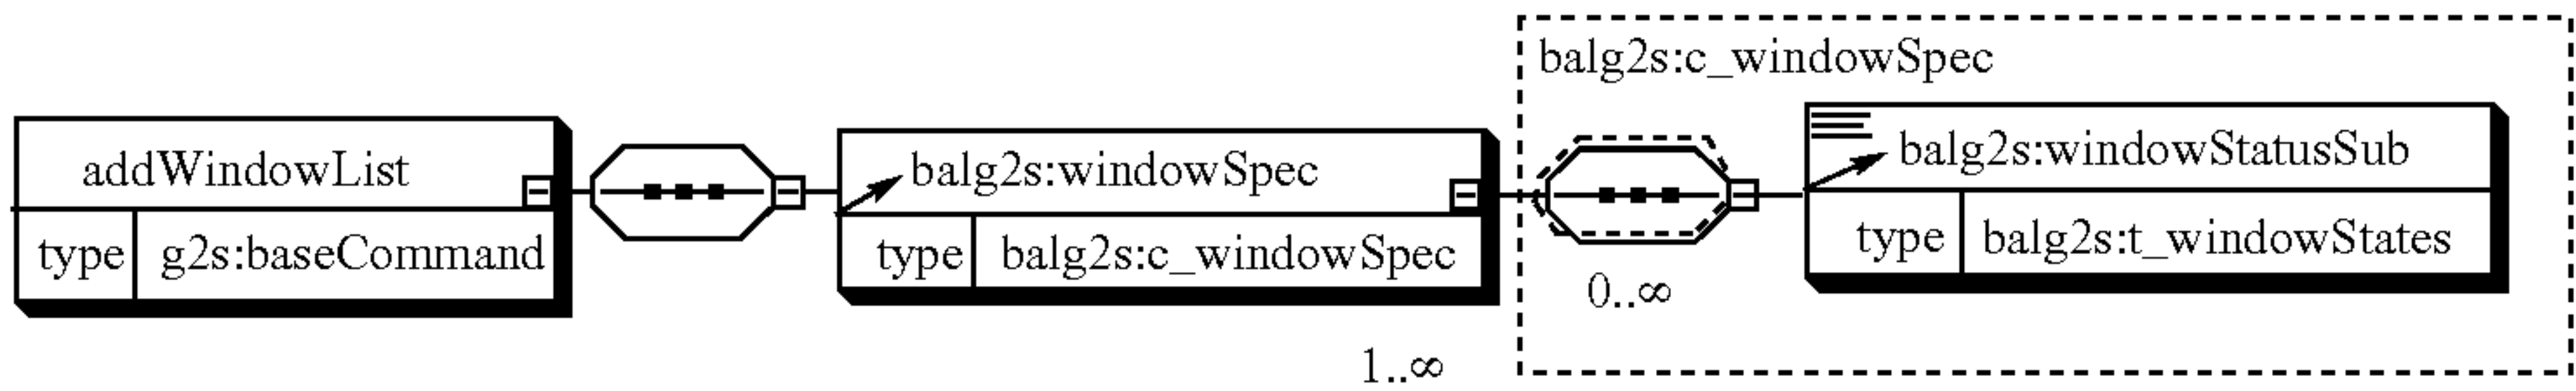 balg2s:c_windowSpec
addWindowList
type g2s:baseCommand
balg2s:windowSpec
type balg2s:c_windowSpec
1..∞
0..∞
balg2s:windowStatusSub
type balg2s:t_windowStates